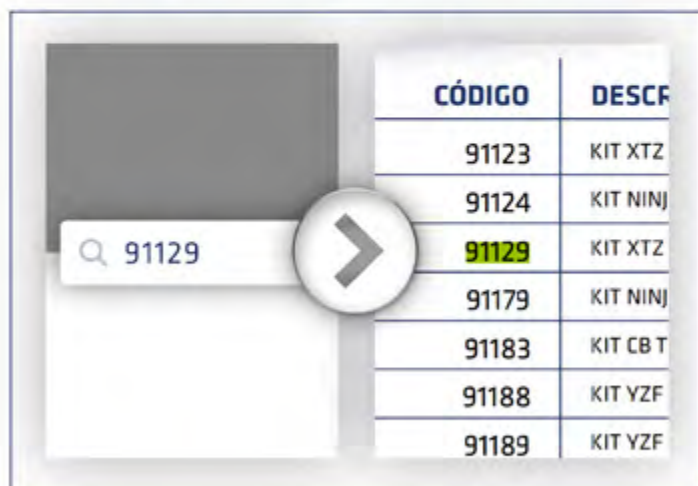 91129
CÓDIGO DESCR
91123 KIT XTZ
91124 KIT NINJ
91129 KIT XTZ
91179 KIT NINJ
91183 KIT CB T
91188 KIT YZF
91189 KIT YZF